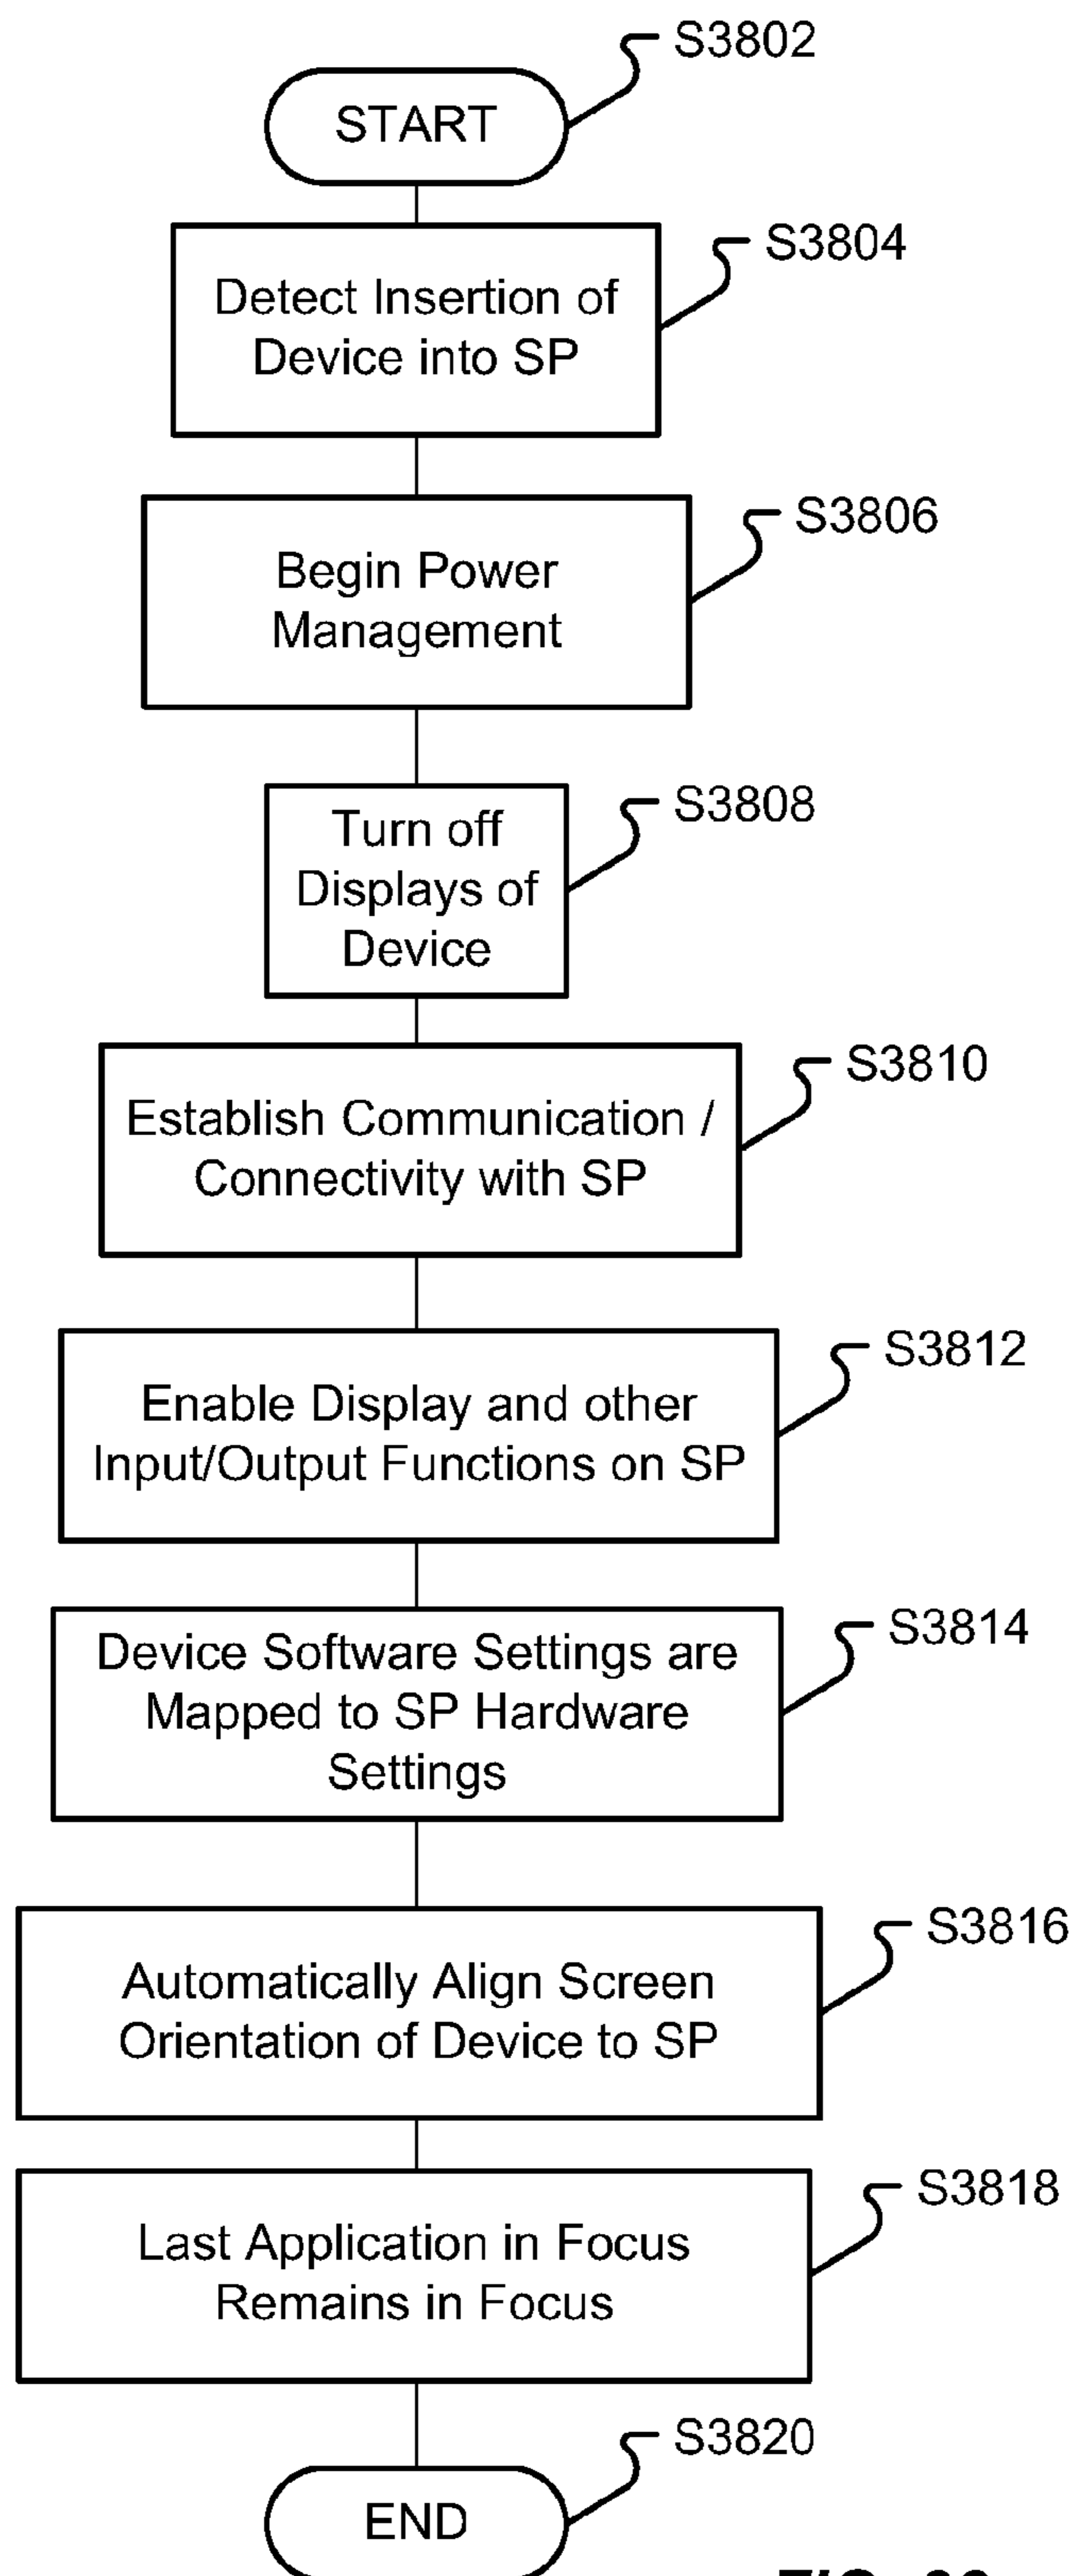 S3802
START
S3804
Detect Insertion of
Device into SP
S3806
Begin Power
Management
S3808
Turn off
Displays of
Device
S3810
Establish Communication /
Connectivity with SP
S3812
Enable Display and other
Input/Output Functions on SP
S3814
Device Software Settings are
Mapped to SP Hardware
Settings
S3816
Automatically Align Screen
Orientation of Device to SP
S3818
Last Application in Focus
Remains in Focus
S3820
END